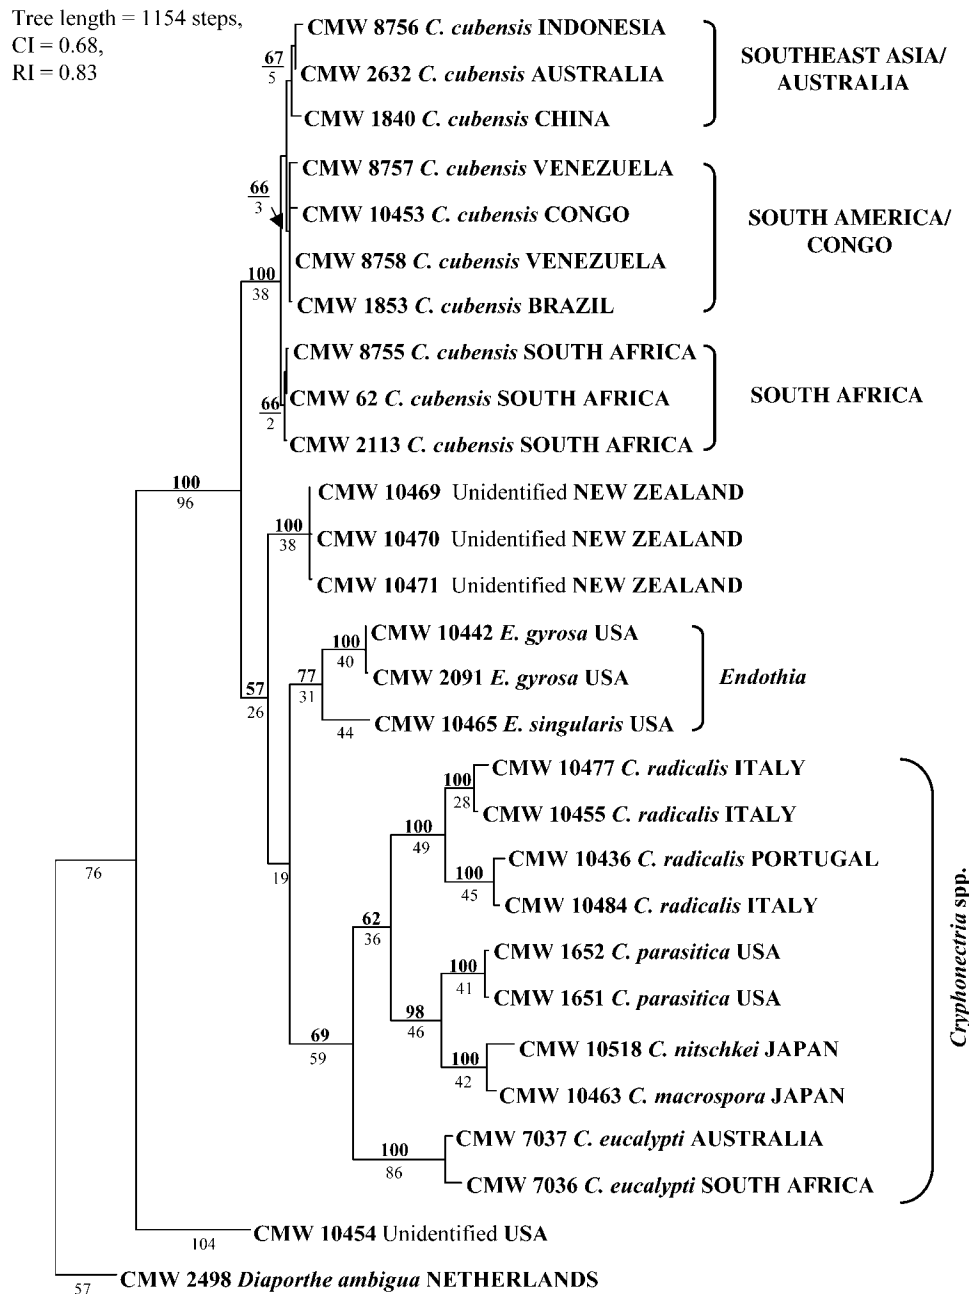 Tree length = 1154 steps,
CI = 0.68,
RI = 0.83
CMW 8756 C. cubensis INDONESIA
67
5
CMW 2632 C. cubensis AUSTRALIA
SOUTHEAST ASIA/
AUSTRALIA
CMW 1840 C. cubensis CHINA
CMW 8757 C. cubensis VENEZUELA
66
3
CMW 10453 C. cubensis CONGO
SOUTH AMERICA/
CONGO
CMW 8758 C. cubensis VENEZUELA
100
38
CMW 1853 C. cubensis BRAZIL
CMW 8755 C. cubensis SOUTH AFRICA
CMW 62 C. cubensis SOUTH AFRICA
SOUTH AFRICA
66
2
CMW 2113 C. cubensis SOUTH AFRICA
100
96
CMW 10469 Unidentified NEW ZEALAND
100
38
CMW 10470 Unidentified NEW ZEALAND
CMW 10471 Unidentified NEW ZEALAND
CMW 10442 E. gyrosa USA
100
40
CMW 2091 E. gyrosa USA
Endothia
77
31
57
26
CMW 10465 E. singularis USA
44
CMW 10477 C. radicalis ITALY
100
28
CMW 10455 C. radicalis ITALY
100
49
CMW 10436 C. radicalis PORTUGAL
76
19
100
45
CMW 10484 C. radicalis ITALY
62
36
CMW 1652 C. parasitica USA
100
41
CMW 1651 C. parasitica USA
Cryphonectria spp.
98
46
69
59
CMW 10518 C. nitschkei JAPAN
100
42
CMW 10463 C. macrospora JAPAN
CMW 7037 C. eucalypti AUSTRALIA
100
86
CMW 7036 C. eucalypti SOUTH AFRICA
CMW 10454 Unidentified USA
104
CMW 2498 Diaporthe ambigua NETHERLANDS
57